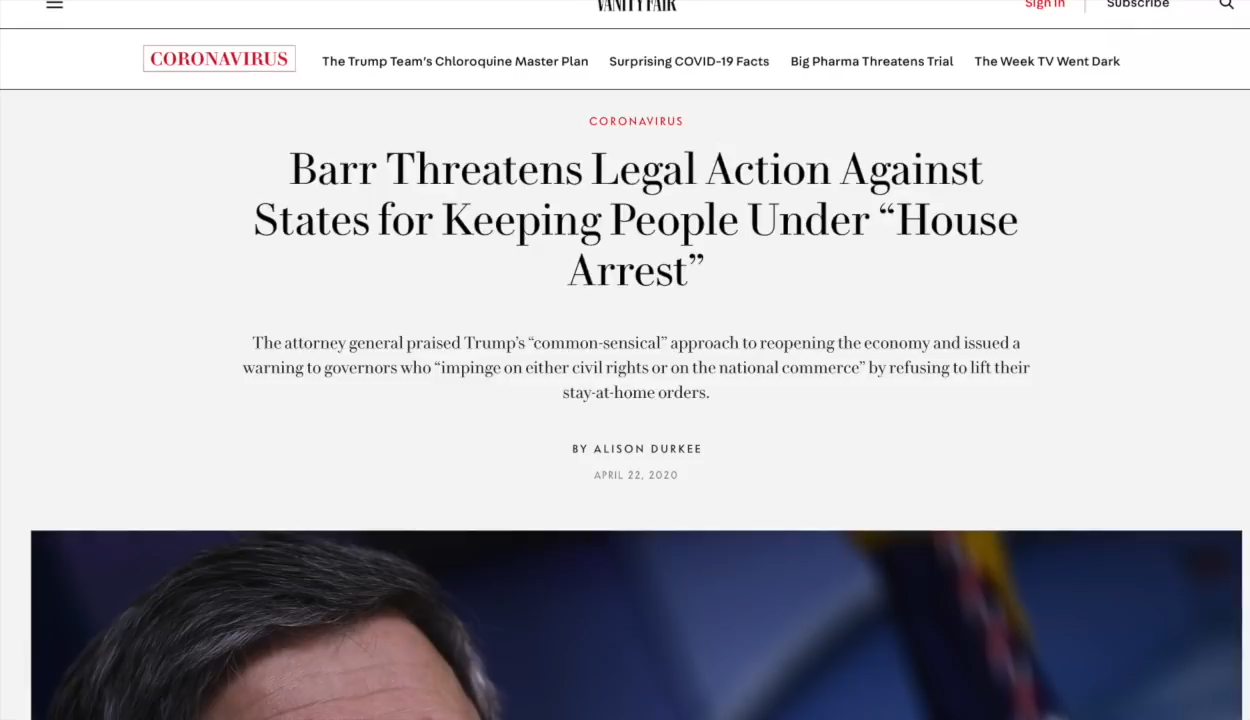 VANITY FAIR
Sign In
Subscribe
CORONAVIRUS
The Trump Team's Chloroquine Master Plan
Surprising COVID-19 Facts
Big Pharma Threatens Trial
The Week TV Went Dark
CORONAVIRUS
Barr Threatens Legal Action Against
States for Keeping People Under “House
Arrest”
The attorney general praised Trump’s “common-sensical” approach to reopening the economy and issued a
warning to governors who “impinge on either civil rights or on the national commerce” by refusing to lift their
stay-at-home orders.
BY ALISON DURKEE
APRIL 22, 2020